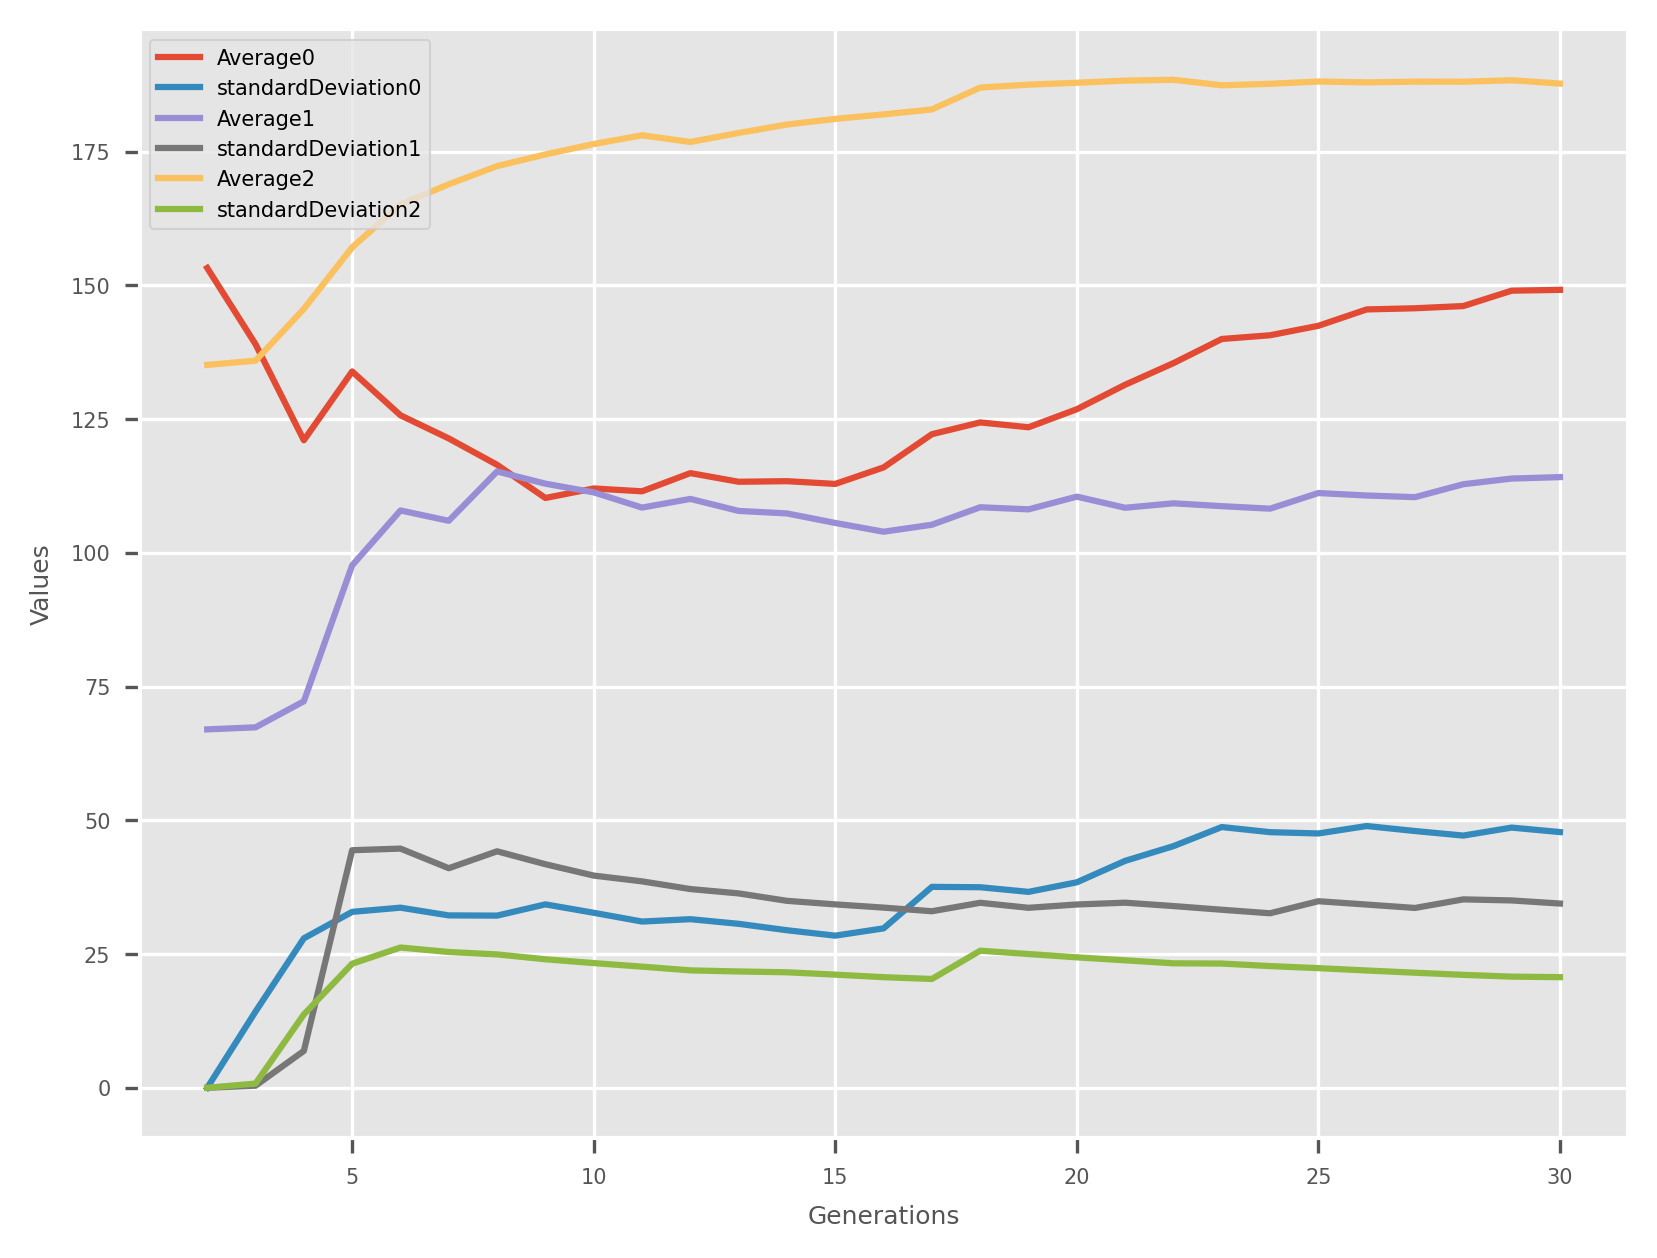 Average0
standardDeviation0
Average1
standardDeviation1
Average2
standardDeviation2
175
150
125
100
75
50
25
0
Values
5 10 15 20 25 30
Generations